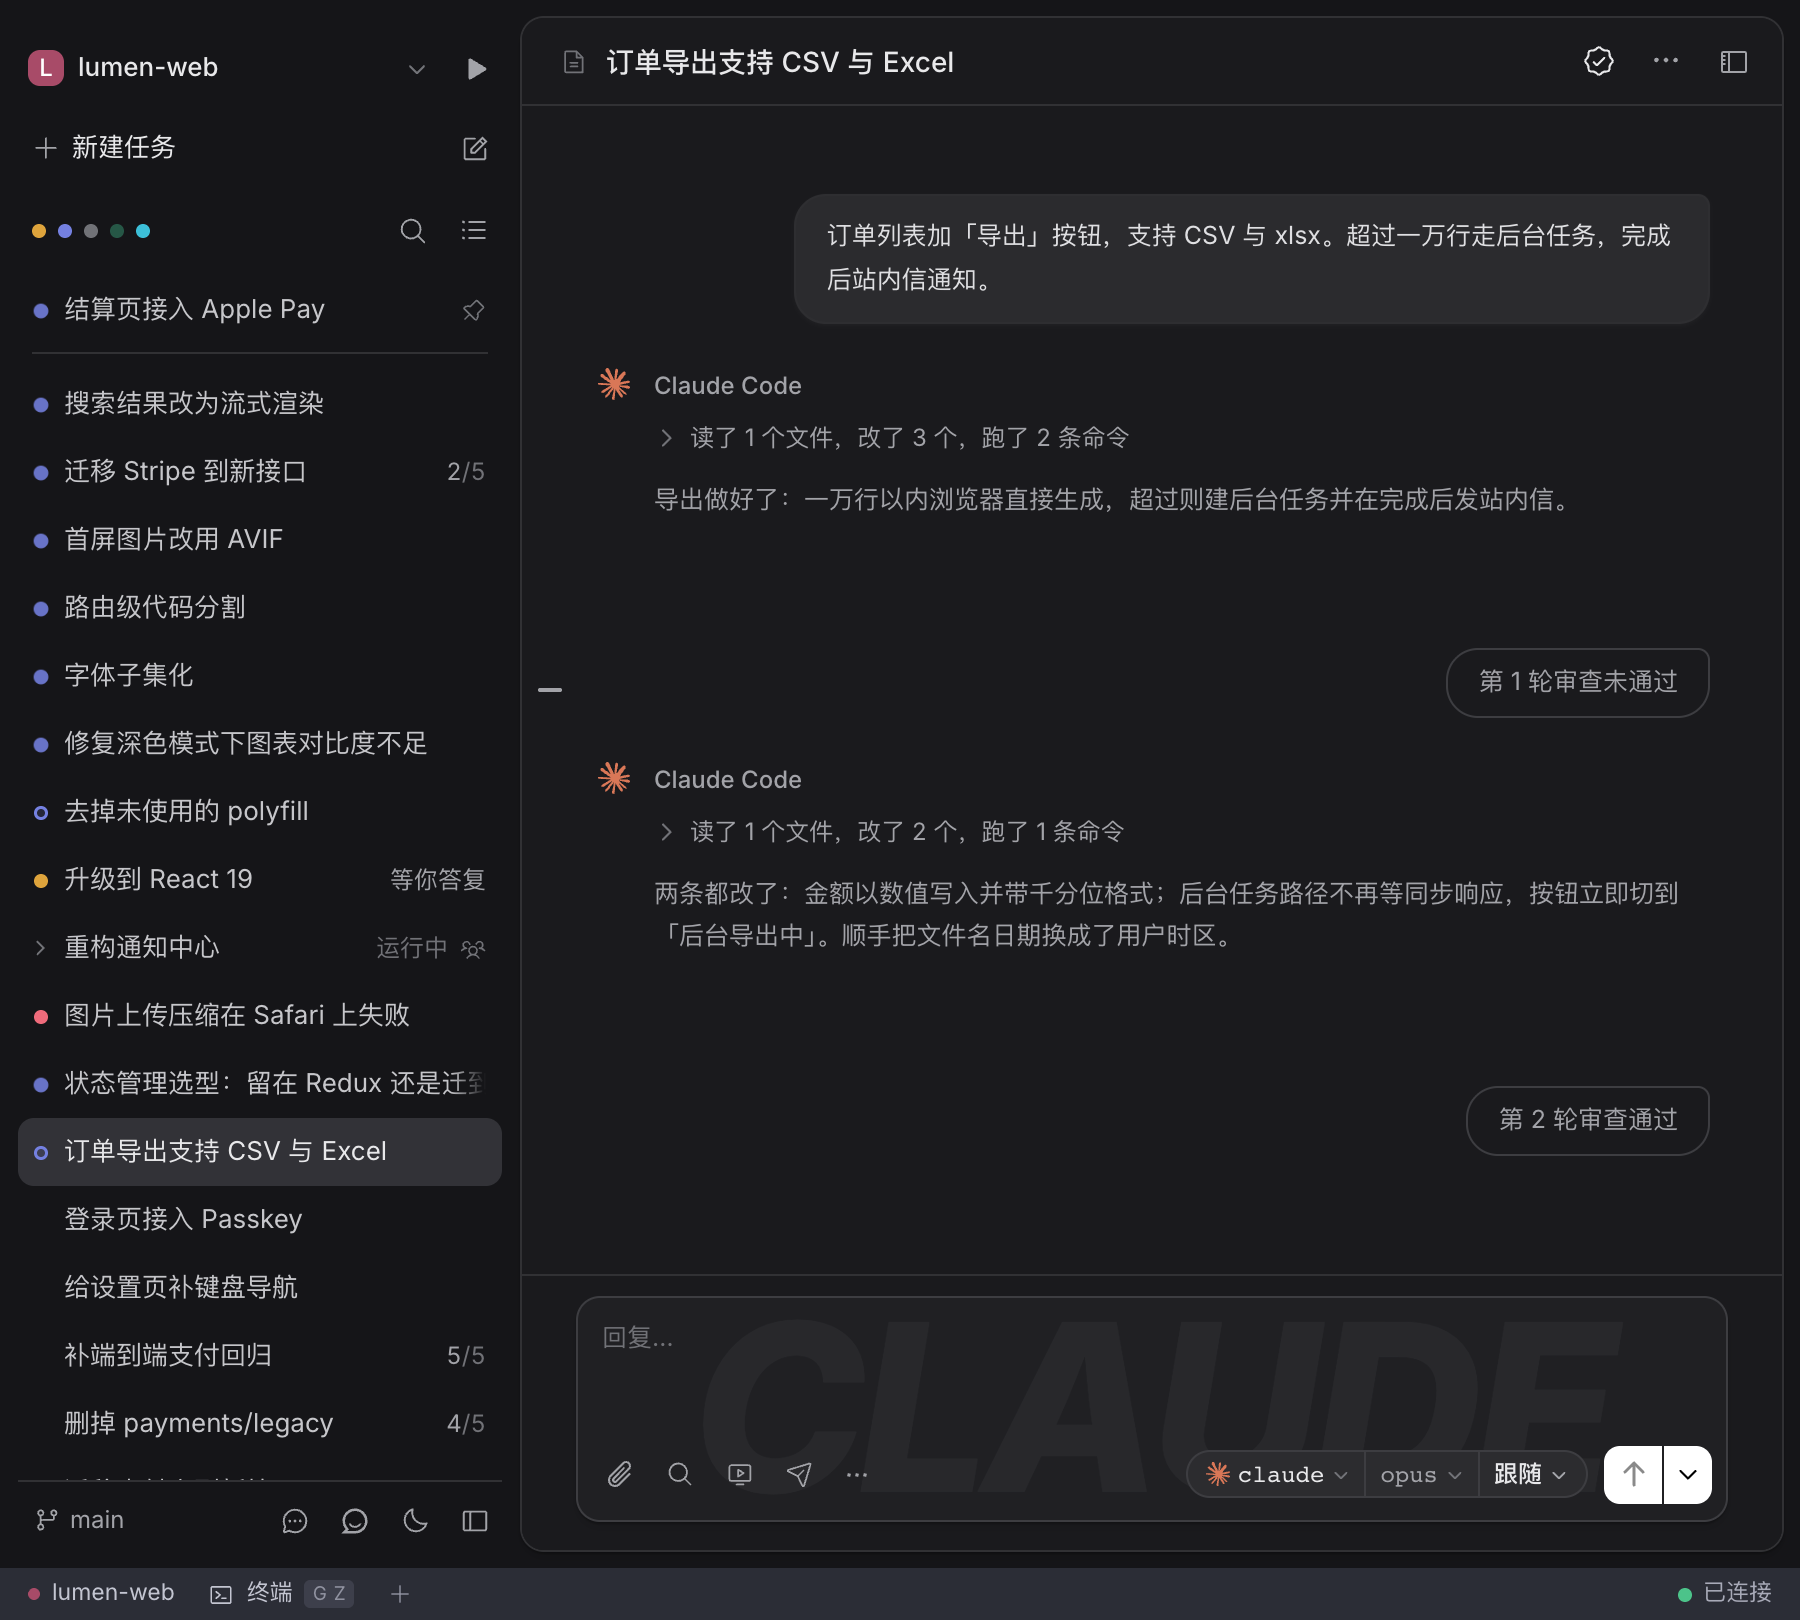 L lumen-web
新建任务
结算页接入 Apple Pay
搜索结果改为流式渲染
迁移 Stripe 到新接口 2/5
首屏图片改用 AVIF
路由级代码分割
字体子集化
修复深色模式下图表对比度不足
去掉未使用的 polyfill
升级到 React 19 等你答复
重构通知中心 运行中
图片上传压缩在 Safari 上失败
状态管理选型：留在 Redux 还是迁到
订单导出支持 CSV 与 Excel
登录页接入 Passkey
给设置页补键盘导航
补端到端支付回归 5/5
删掉 payments/legacy 4/5
main
订单导出支持 CSV 与 Excel
订单列表加「导出」按钮，支持 CSV 与 xlsx。超过一万行走后台任务，完成
后站内信通知。
Claude Code
读了 1 个文件，改了 3 个，跑了 2 条命令
导出做好了：一万行以内浏览器直接生成，超过则建后台任务并在完成后发站内信。
第 1 轮审查未通过
Claude Code
读了 1 个文件，改了 2 个，跑了 1 条命令
两条都改了：金额以数值写入并带千分位格式；后台任务路径不再等同步响应，按钮立即切到
「后台导出中」。顺手把文件名日期换成了用户时区。
第 2 轮审查通过
回复...
CLAUDE
claude opus 跟随
lumen-web 终端 G Z 已连接